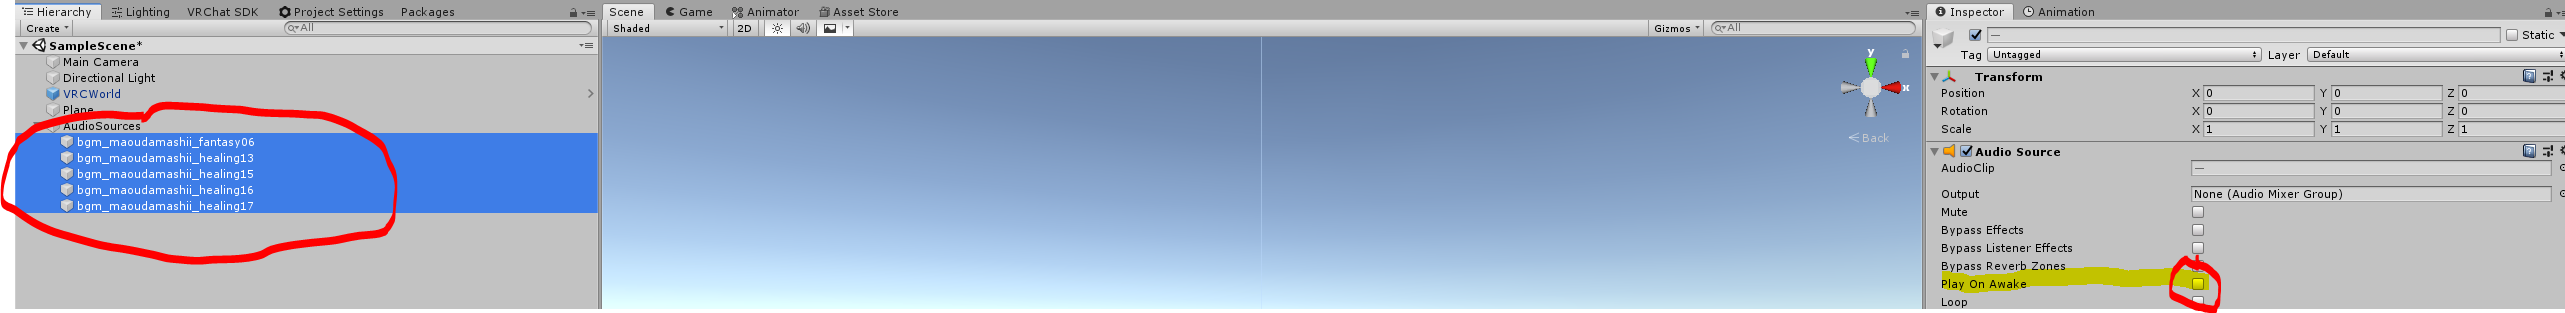 Hierarchy Lighting VRChat SDK Project Settings Packages
Create All
SampleScene*
Main Camera
Directional Light
VRCWorld
Plane
AudioSources
bgm_maoudamashii_fantasy06
bgm_maoudamashii_healing13
bgm_maoudamashii_healing15
bgm_maoudamashii_healing16
bgm_maoudamashii_healing17
Scene Game Animator Asset Store
Shaded 2D Gizmos All
y
x
< Back
Inspector Animation
— Static
Tag Untagged Layer Default
Transform
Position X 0 Y 0 Z 0
Rotation X 0 Y 0 Z 0
Scale X 1 Y 1 Z 1
Audio Source
AudioClip —
Output None (Audio Mixer Group)
Mute
Bypass Effects
Bypass Listener Effects
Bypass Reverb Zones
Play On Awake
Loop